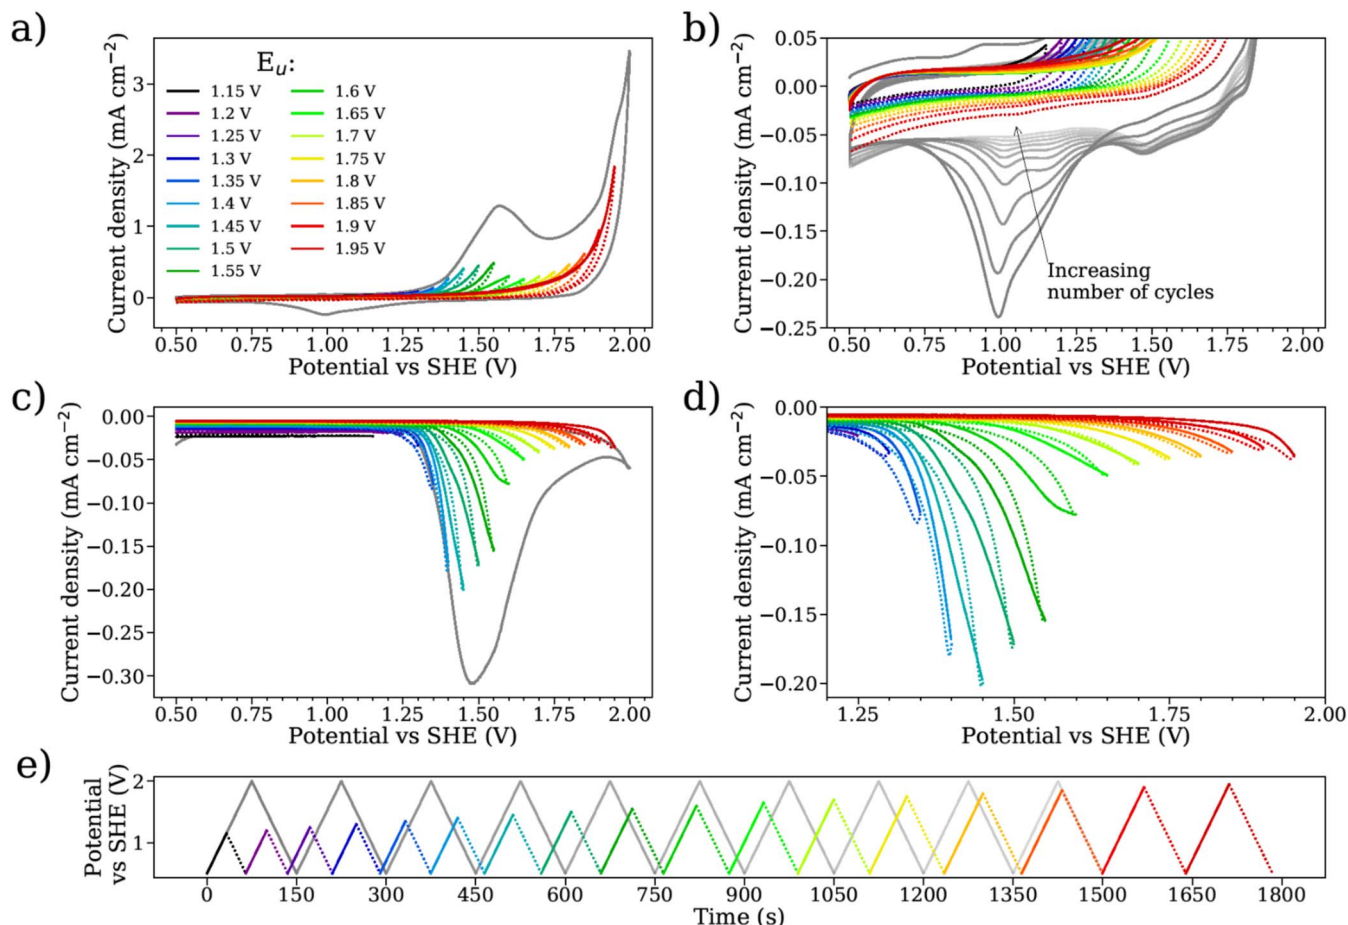 a)
Current density (mA cm⁻²)
3
2
1
0
E_U:
1.15 V
1.2 V
1.25 V
1.3 V
1.35 V
1.4 V
1.45 V
1.5 V
1.55 V
1.6 V
1.65 V
1.7 V
1.75 V
1.8 V
1.85 V
1.9 V
1.95 V
0.50 0.75 1.00 1.25 1.50 1.75 2.00
Potential vs SHE (V)
b)
Current density (mA cm⁻²)
0.05
0.00
−0.05
−0.10
−0.15
−0.20
−0.25
Increasing
number of cycles
0.50 0.75 1.00 1.25 1.50 1.75 2.00
Potential vs SHE (V)
c)
Current density (mA cm⁻²)
0.00
−0.05
−0.10
−0.15
−0.20
−0.25
−0.30
0.50 0.75 1.00 1.25 1.50 1.75 2.00
Potential vs SHE (V)
d)
Current density (mA cm⁻²)
0.00
−0.05
−0.10
−0.15
−0.20
1.25 1.50 1.75 2.00
Potential vs SHE (V)
e)
Potential
vs SHE (V)
2
1
0 150 300 450 600 750 900 1050 1200 1350 1500 1650 1800
Time (s)